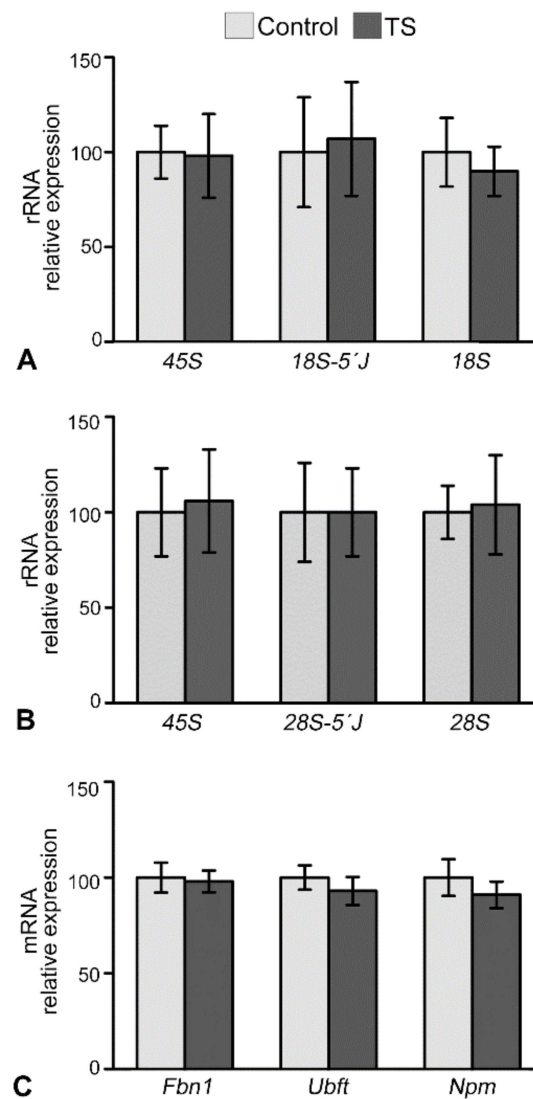 Control TS
rRNA
relative expression
150
100
50
0
45S 18S-5´J 18S
A
rRNA
relative expression
150
100
50
0
45S 28S-5´J 28S
B
mRNA
relative expression
150
100
50
0
Fbn1 Ubft Npm
C